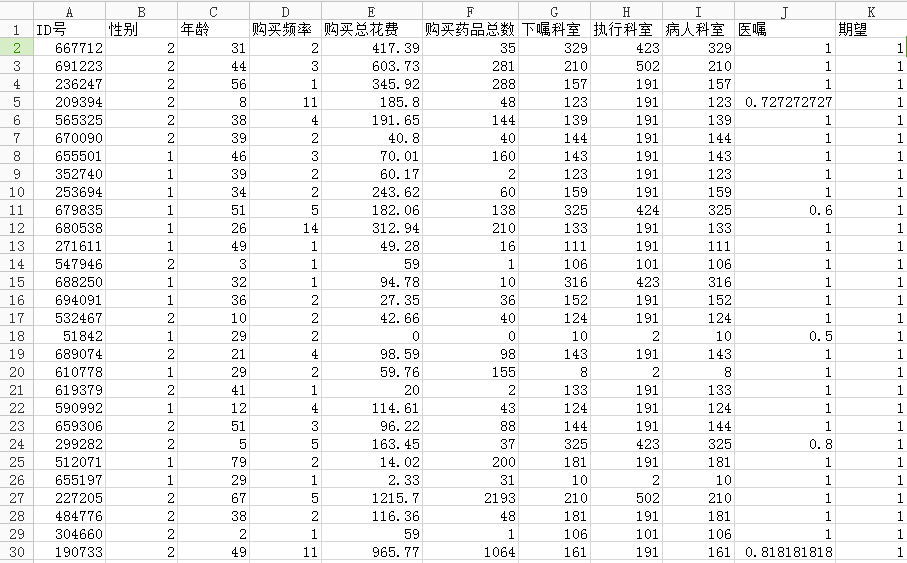 A B C D E F G H I J K
1 ID号 性别 年龄 购买频率 购买总花费 购买药品总数 下嘱科室 执行科室 病人科室 医嘱 期望
2 667712 2 31 2 417.39 35 329 423 329 1 1
3 691223 2 44 3 603.73 281 210 502 210 1 1
4 236247 2 56 1 345.92 288 157 191 157 1 1
5 209394 2 8 11 185.8 48 123 191 123 0.727272727 1
6 565325 2 38 4 191.65 144 139 191 139 1 1
7 670090 2 39 2 40.8 40 144 191 144 1 1
8 655501 1 46 3 70.01 160 143 191 143 1 1
9 352740 1 39 2 60.17 2 123 191 123 1 1
10 253694 1 34 2 243.62 60 159 191 159 1 1
11 679835 1 51 5 182.06 138 325 424 325 0.6 1
12 680538 1 26 14 312.94 210 133 191 133 1 1
13 271611 1 49 1 49.28 16 111 191 111 1 1
14 547946 2 3 1 59 1 106 101 106 1 1
15 688250 1 32 1 94.78 10 316 423 316 1 1
16 694091 1 36 2 27.35 36 152 191 152 1 1
17 532467 2 10 2 42.66 40 124 191 124 1 1
18 51842 1 29 2 0 0 10 2 10 0.5 1
19 689074 2 21 4 98.59 98 143 191 143 1 1
20 610778 1 29 2 59.76 155 8 2 8 1 1
21 619379 2 41 1 20 2 133 191 133 1 1
22 590992 1 12 4 114.61 43 124 191 124 1 1
23 659306 2 51 3 96.22 88 144 191 144 1 1
24 299282 2 5 5 163.45 37 325 423 325 0.8 1
25 512071 1 79 2 14.02 200 181 191 181 1 1
26 655197 1 29 1 2.33 31 10 2 10 1 1
27 227205 2 67 5 1215.7 2193 210 502 210 1 1
28 484776 2 38 2 116.36 48 181 191 181 1 1
29 304660 2 2 1 59 1 106 101 106 1 1
30 190733 2 49 11 965.77 1064 161 191 161 0.818181818 1